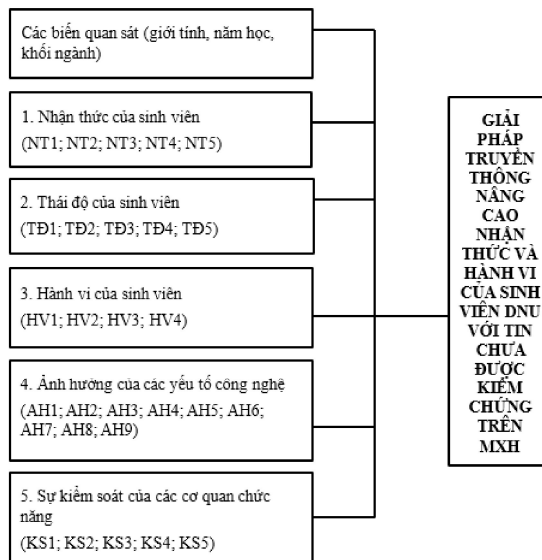 Các biến quan sát (giới tính, năm học,
khối ngành)
1. Nhận thức của sinh viên
(NT1; NT2; NT3; NT4; NT5)
2. Thái độ của sinh viên
(TĐ1; TĐ2; TĐ3; TĐ4; TĐ5)
3. Hành vi của sinh viên
(HV1; HV2; HV3; HV4)
4. Ảnh hưởng của các yếu tố công nghệ
(AH1; AH2; AH3; AH4; AH5; AH6;
AH7; AH8; AH9)
5. Sự kiểm soát của các cơ quan chức
năng
(KS1; KS2; KS3; KS4; KS5)
GIẢI
PHÁP
TRUYỀN
THÔNG
NÂNG
CAO
NHẬN
THỨC VÀ
HÀNH VI
CỦA SINH
VIÊN DNU
VỚI TIN
CHƯA
ĐƯỢC
KIỂM
CHỨNG
TRÊN
MXH